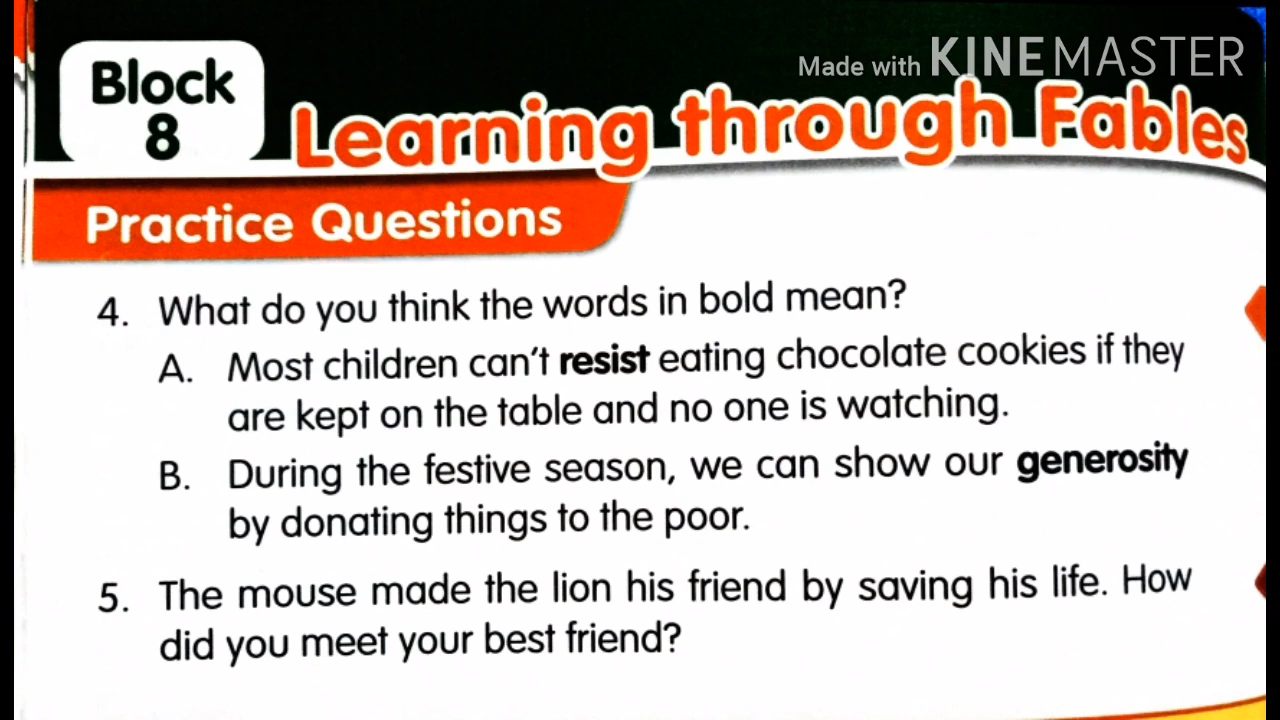 Made with KINEMASTER
Block
8
Learning through Fables
Practice Questions
4. What do you think the words in bold mean?
A. Most children can't resist eating chocolate cookies if they
are kept on the table and no one is watching.
B. During the festive season, we can show our generosity
by donating things to the poor.
5. The mouse made the lion his friend by saving his life. How
did you meet your best friend?